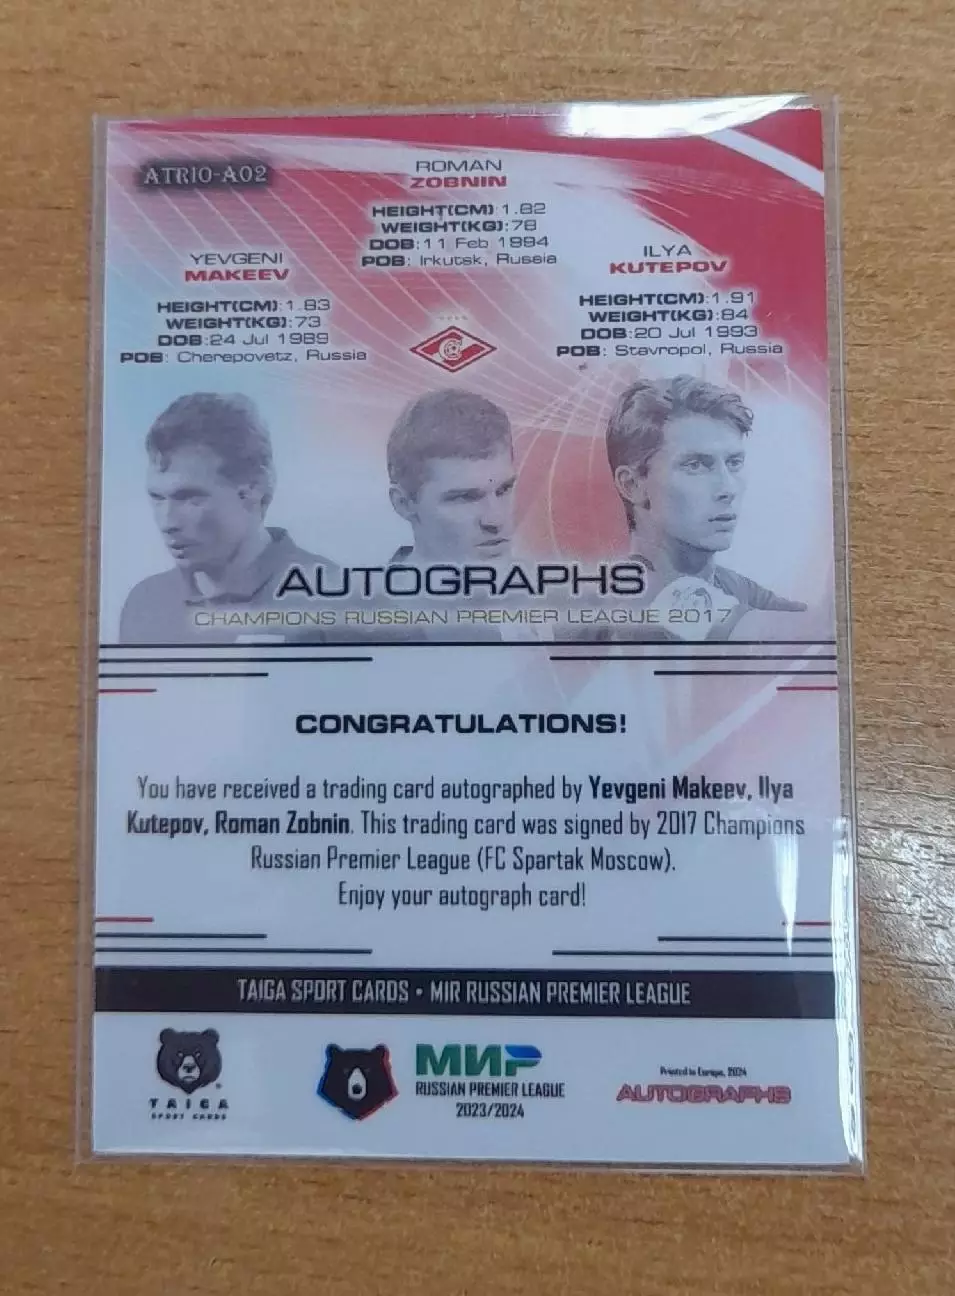 ATRIO-A02
ROMAN
ZOBNIN
HEIGHT(CM):1.82
WEIGHT(KG):78
DOB:11 Feb 1994
POB: Irkutsk, Russia
YEVGENI
MAKEEV
HEIGHT(CM):1.83
WEIGHT(KG):73
DOB:24 Jul 1989
POB: Cherepovetz, Russia
ILYA
KUTEPOV
HEIGHT(CM):1.91
WEIGHT(KG):84
DOB:20 Jul 1993
POB: Stavropol, Russia
AUTOGRAPHS
CHAMPIONS RUSSIAN PREMIER LEAGUE 2017
CONGRATULATIONS!
You have received a trading card autographed by Yevgeni Makeev, Ilya
Kutepov, Roman Zobnin. This trading card was signed by 2017 Champions
Russian Premier League (FC Spartak Moscow).
Enjoy your autograph card!
TAIGA SPORT CARDS • MIR RUSSIAN PREMIER LEAGUE
TAIGA
SPORT CARDS
МИР
RUSSIAN PREMIER LEAGUE
2023/2024
Printed in Europe, 2024
AUTOGRAPHS